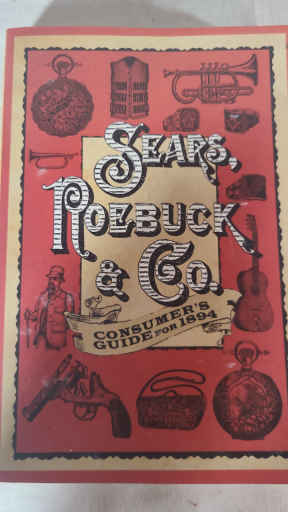 SEARS,
ROEBUCK
& CO.
CONSUMER'S
GUIDE FOR 1894